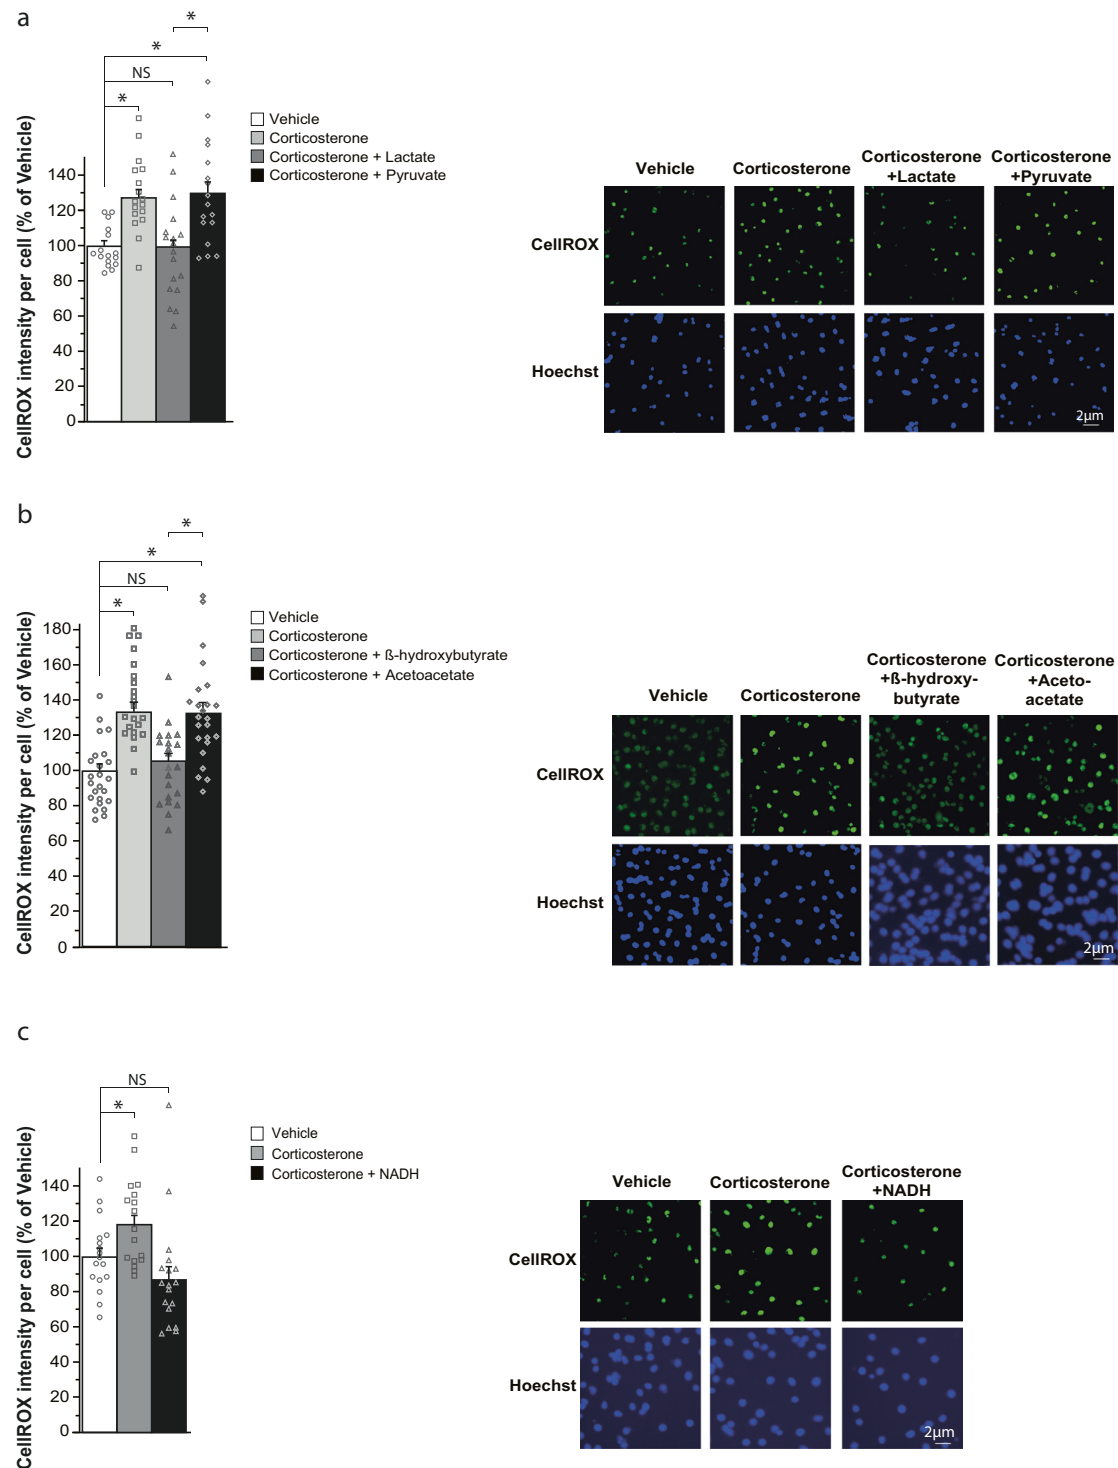 a
*
*
NS
*
CellROX intensity per cell (% of Vehicle)
140
120
100
80
60
40
20
0
Vehicle
Corticosterone
Corticosterone + Lactate
Corticosterone + Pyruvate
Vehicle
Corticosterone
Corticosterone
+Lactate
Corticosterone
+Pyruvate
CellROX
Hoechst
2µm
b
*
*
NS
*
CellROX intensity per cell (% of Vehicle)
180
160
140
120
100
80
60
40
20
0
Vehicle
Corticosterone
Corticosterone + ß-hydroxybutyrate
Corticosterone + Acetoacetate
Vehicle
Corticosterone
Corticosterone
+ß-hydroxy-
butyrate
Corticosterone
+Aceto-
acetate
CellROX
Hoechst
2µm
c
NS
*
CellROX intensity per cell (% of Vehicle)
140
120
100
80
60
40
20
0
Vehicle
Corticosterone
Corticosterone + NADH
Vehicle
Corticosterone
Corticosterone
+NADH
CellROX
Hoechst
2µm